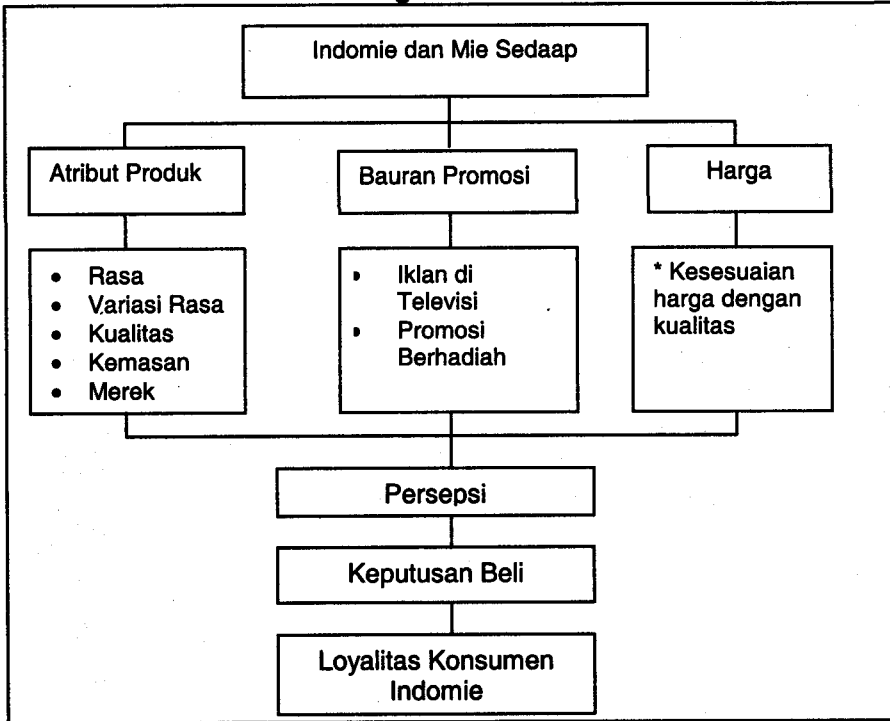 Indomie dan Mie Sedaap
Atribut Produk
Bauran Promosi
Harga
• Rasa
• Variasi Rasa
• Kualitas
• Kemasan
• Merek
• Iklan di
Televisi
• Promosi
Berhadiah
* Kesesuaian
harga dengan
kualitas
Persepsi
Keputusan Beli
Loyalitas Konsumen
Indomie